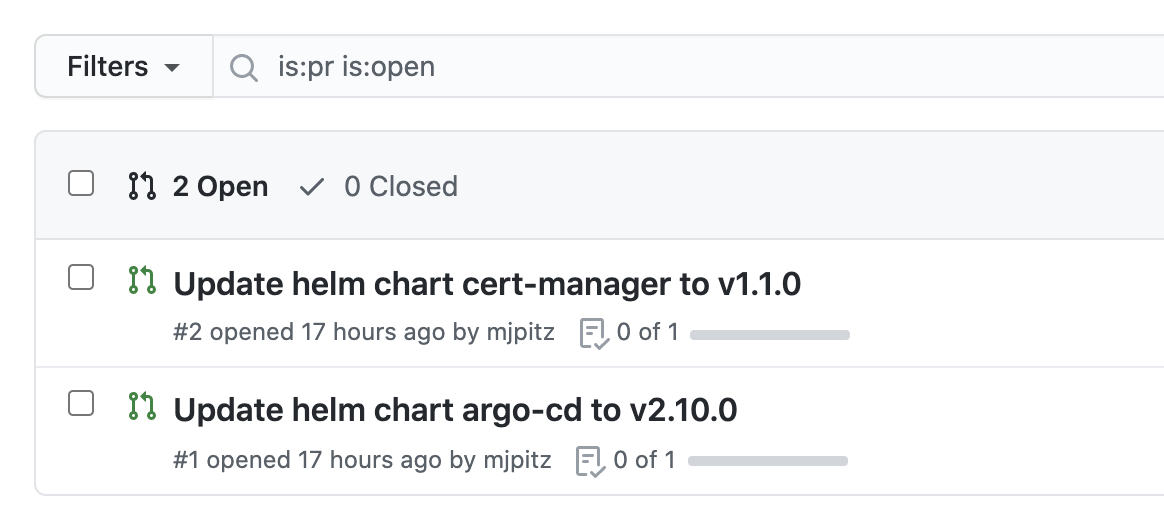 Filters is:pr is:open
2 Open 0 Closed
Update helm chart cert-manager to v1.1.0
#2 opened 17 hours ago by mjpitz 0 of 1
Update helm chart argo-cd to v2.10.0
#1 opened 17 hours ago by mjpitz 0 of 1